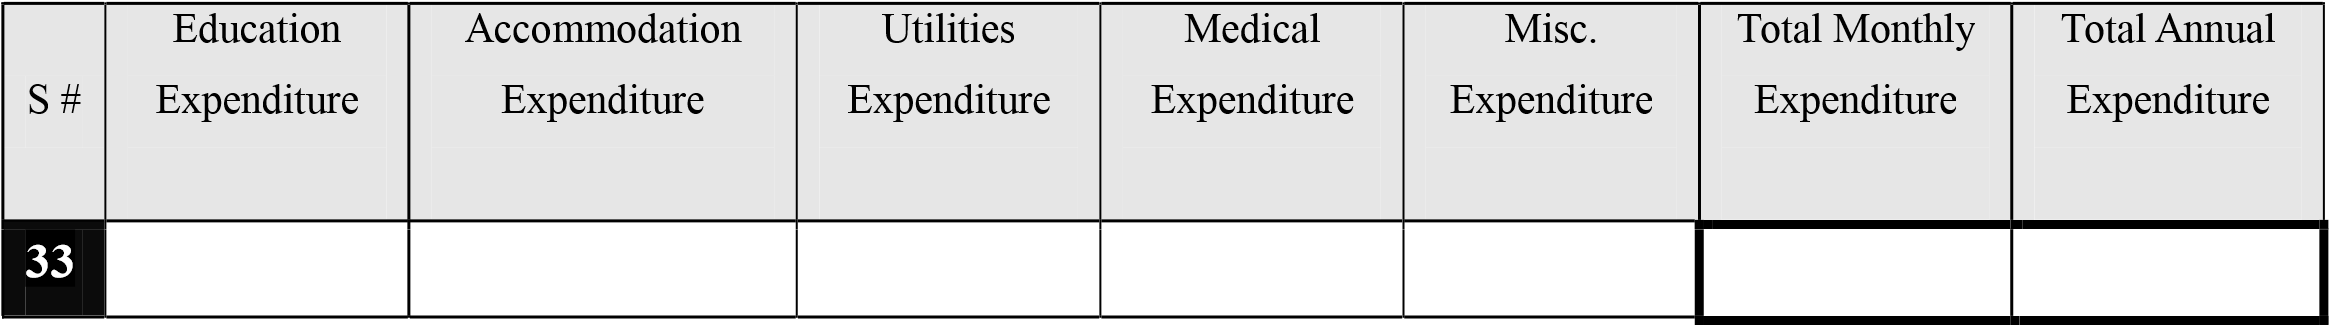 S #
Education
Expenditure
Accommodation
Expenditure
Utilities
Expenditure
Medical
Expenditure
Misc.
Expenditure
Total Monthly
Expenditure
Total Annual
Expenditure
33